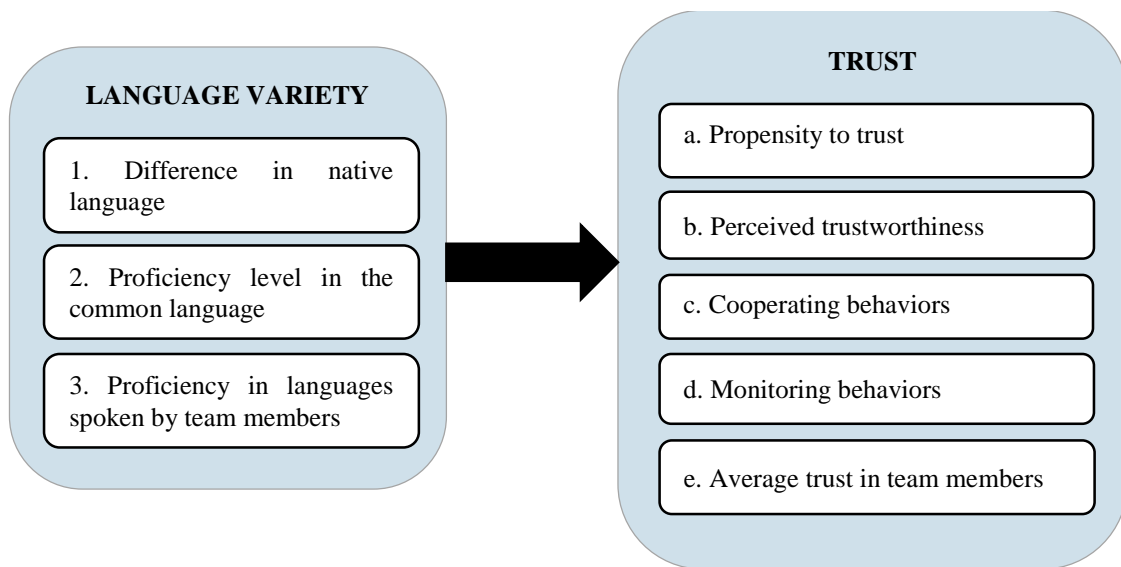 LANGUAGE VARIETY
1. Difference in native
language
2. Proficiency level in the
common language
3. Proficiency in languages
spoken by team members
TRUST
a. Propensity to trust
b. Perceived trustworthiness
c. Cooperating behaviors
d. Monitoring behaviors
e. Average trust in team members